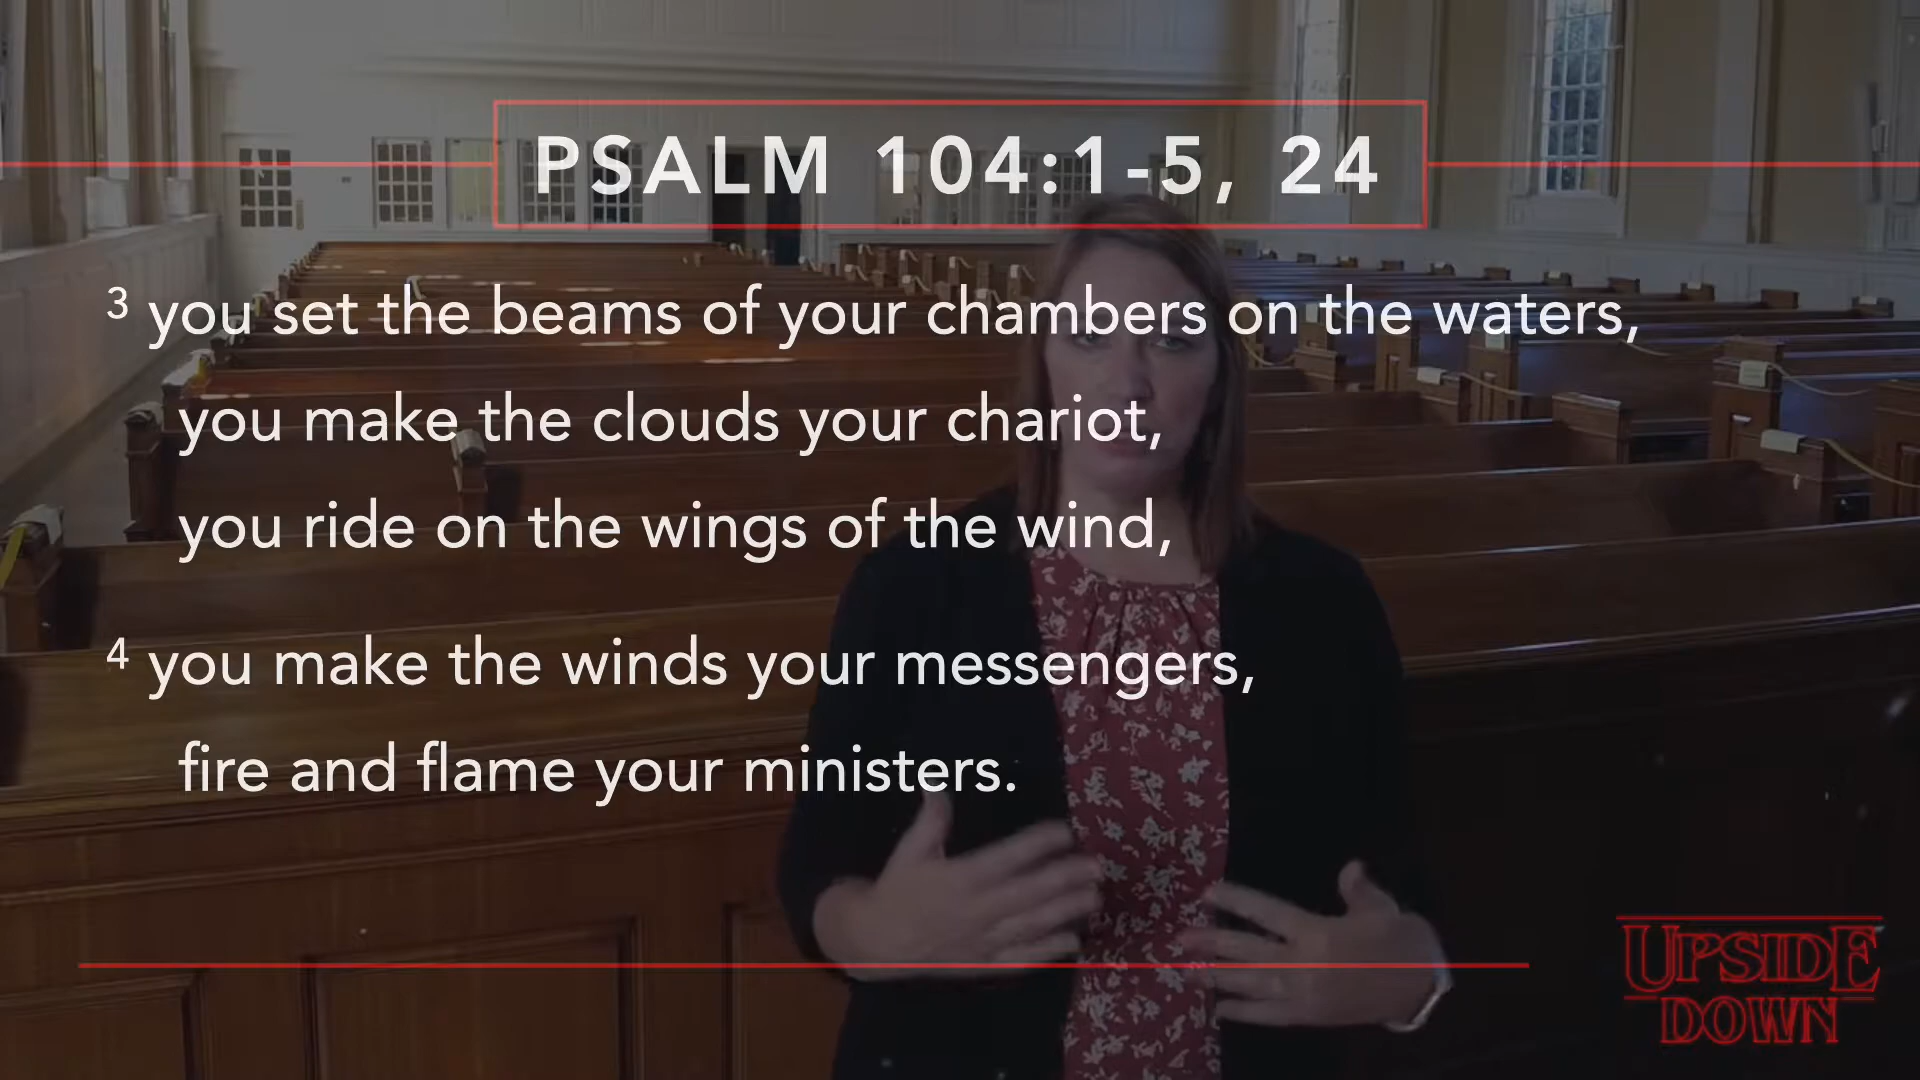 PSALM 104:1-5, 24
3 you set the beams of your chambers on the waters,
you make the clouds your chariot,
you ride on the wings of the wind,
4 you make the winds your messengers,
fire and flame your ministers.
UPSIDE
DOWN